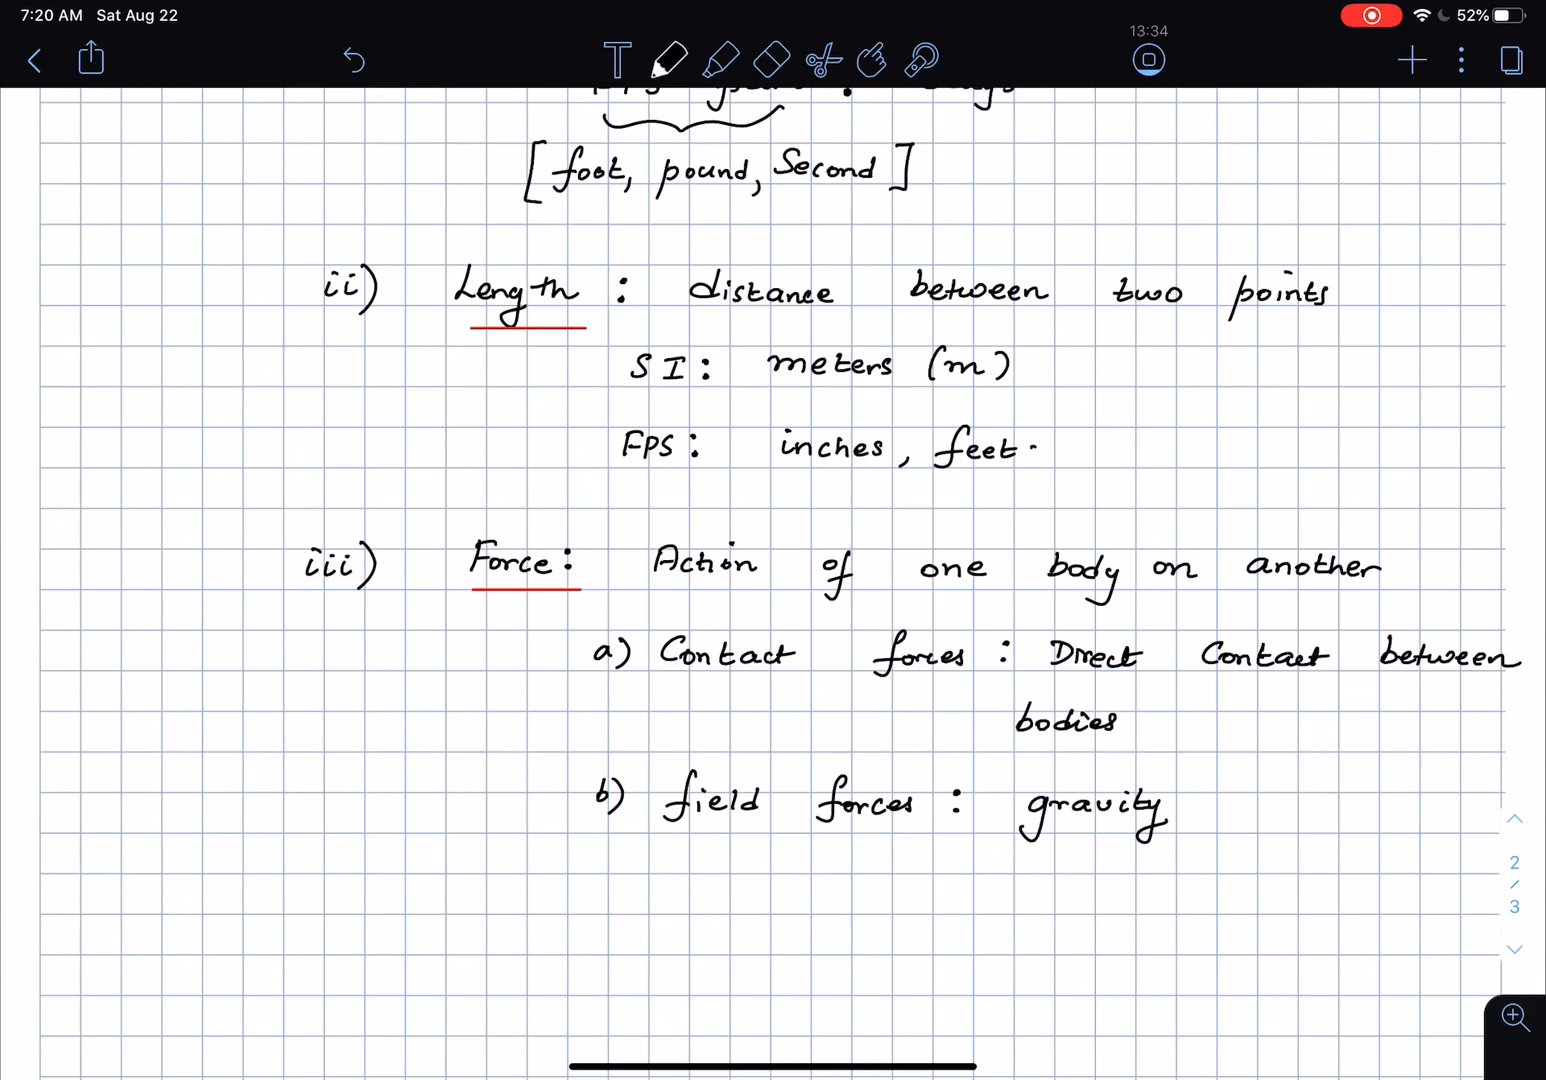 7:20 AM Sat Aug 22
52%
13:34
[foot, pound, Second]
ii) Length : distance between two points
SI : meters (m)
FPS : inches, feet.
iii) Force : Action of one body on another
a) Contact forces : Direct Contact between
bodies
b) field forces : gravity
2
/
3